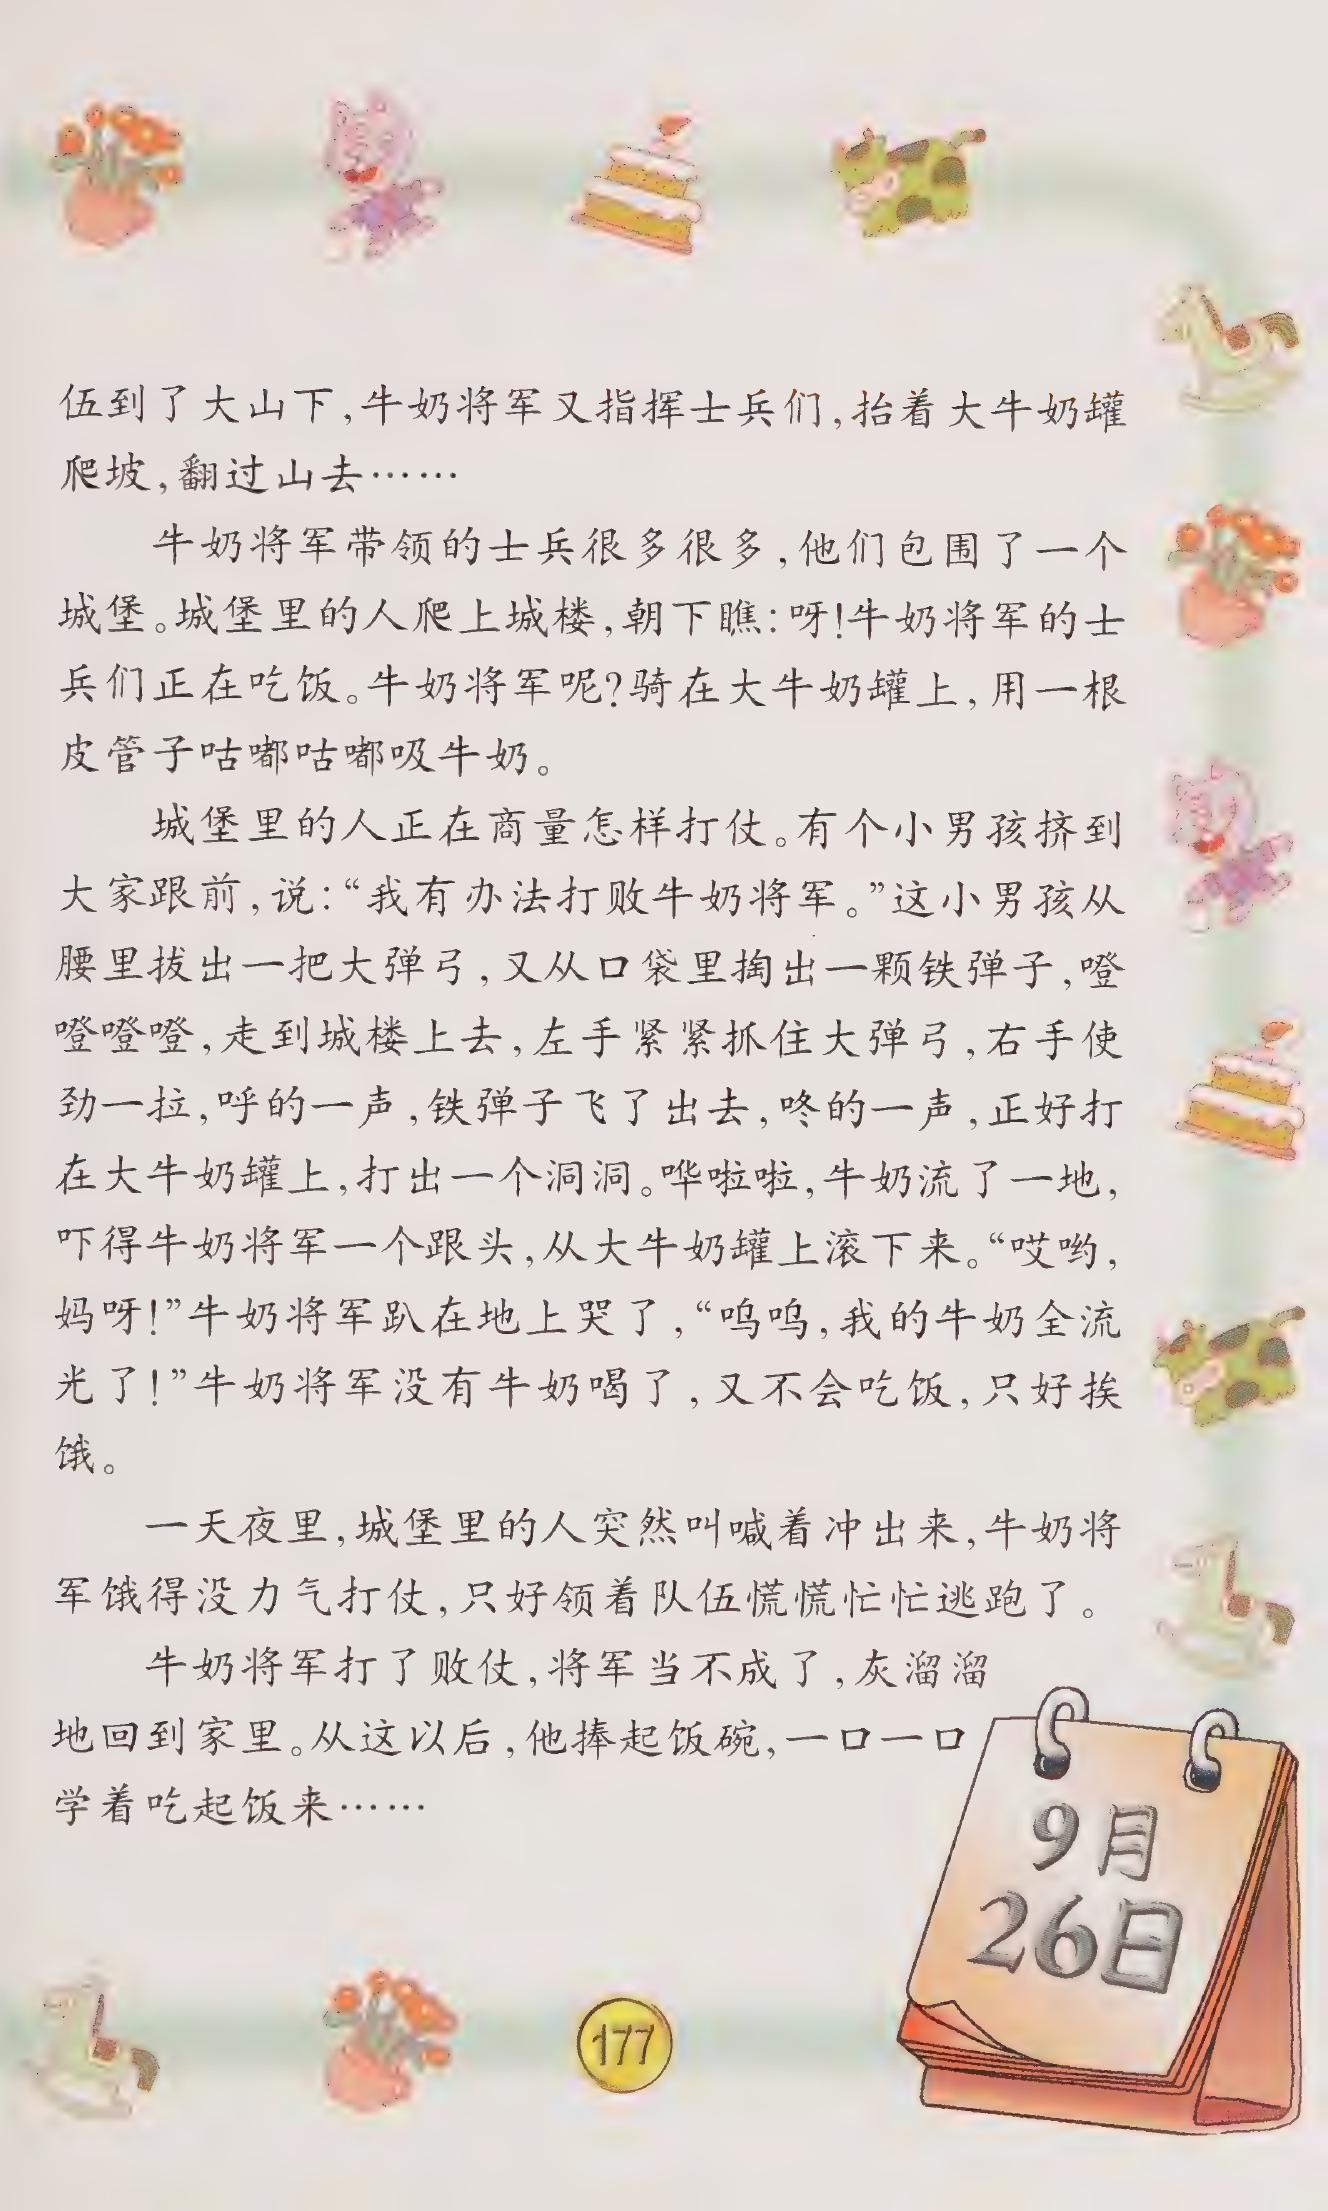 伍到了大山下,牛奶将军又指挥士兵们,抬着大牛奶罐
爬坡,翻过山去……
牛奶将军带领的士兵很多很多,他们包围了一个
城堡。城堡里的人爬上城楼,朝下瞧:呀!牛奶将军的士
兵们正在吃饭。牛奶将军呢?骑在大牛奶罐上,用一根
皮管子咕嘟咕嘟吸牛奶。
城堡里的人正在商量怎样打仗。有个小男孩挤到
大家跟前,说:“我有办法打败牛奶将军。”这小男孩从
腰里拔出一把大弹弓,又从口袋里掏出一颗铁弹子,噔
噔噔噔,走到城楼上去,左手紧紧抓住大弹弓,右手使
劲一拉,呼的一声,铁弹子飞了出去,咚的一声,正好打
在大牛奶罐上,打出一个洞洞。哗啦啦,牛奶流了一地,
吓得牛奶将军一个跟头,从大牛奶罐上滚下来。“哎哟,
妈呀!”牛奶将军趴在地上哭了,“呜呜,我的牛奶全流
光了!”牛奶将军没有牛奶喝了,又不会吃饭,只好挨
饿。
一天夜里,城堡里的人突然叫喊着冲出来,牛奶将
军饿得没力气打仗,只好领着队伍慌慌忙忙逃跑了。
牛奶将军打了败仗,将军当不成了,灰溜溜
地回到家里。从这以后,他捧起饭碗,一口一口
学着吃起饭来……
9月
26日
177